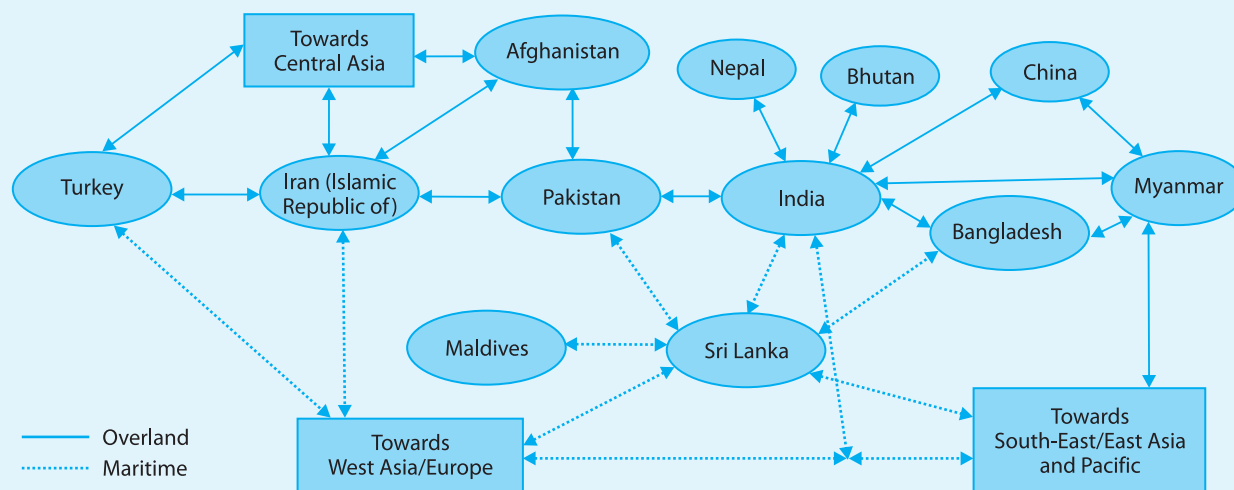 Towards
Central Asia
Afghanistan
Nepal
Bhutan
China
Turkey
Iran (Islamic
Republic of)
Pakistan
India
Myanmar
Bangladesh
Maldives
Sri Lanka
Overland
Maritime
Towards
West Asia/Europe
Towards
South-East/East Asia
and Pacific